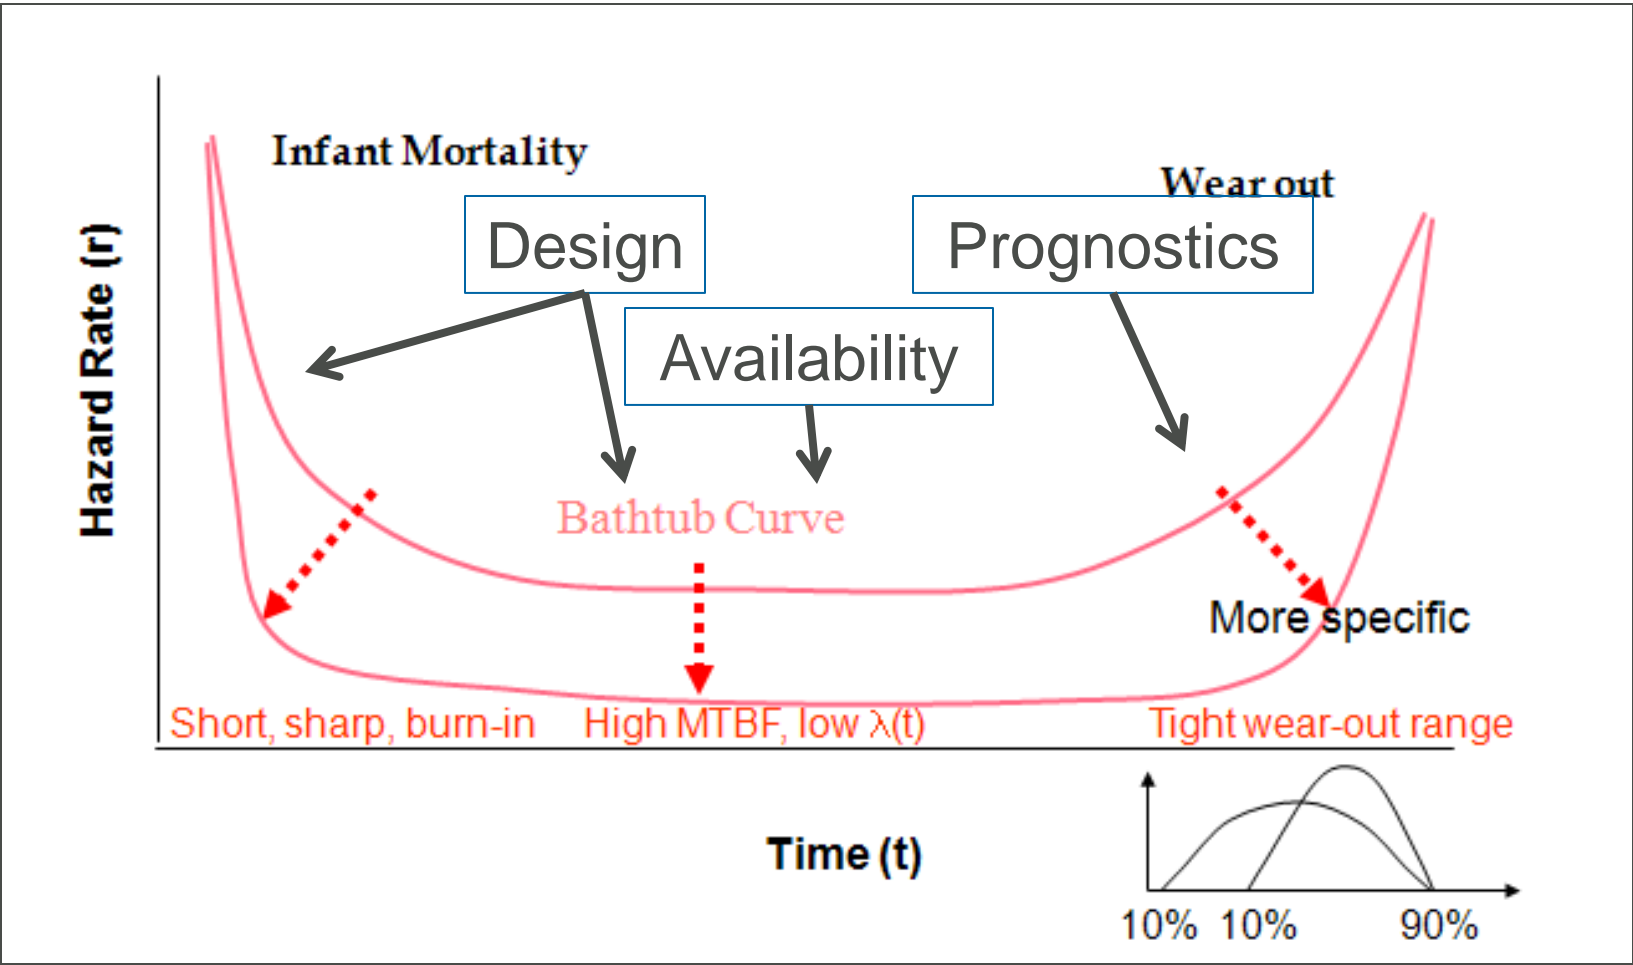 Infant Mortality
Wear out
Design
Prognostics
Availability
Hazard Rate (r)
Bathtub Curve
More specific
Short, sharp, burn-in
High MTBF, low λ(t)
Tight wear-out range
Time (t)
10% 10% 90%